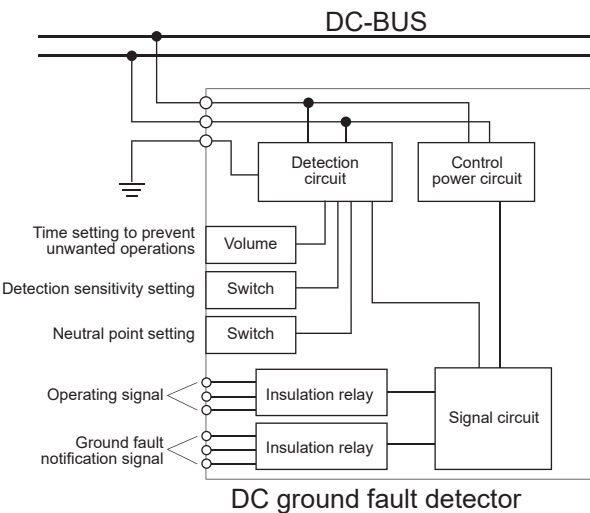 DC-BUS
Detection
circuit
Control
power circuit
Time setting to prevent
unwanted operations
Volume
Detection sensitivity setting
Switch
Neutral point setting
Switch
Operating signal
Insulation relay
Signal circuit
Ground fault
notification signal
Insulation relay
DC ground fault detector